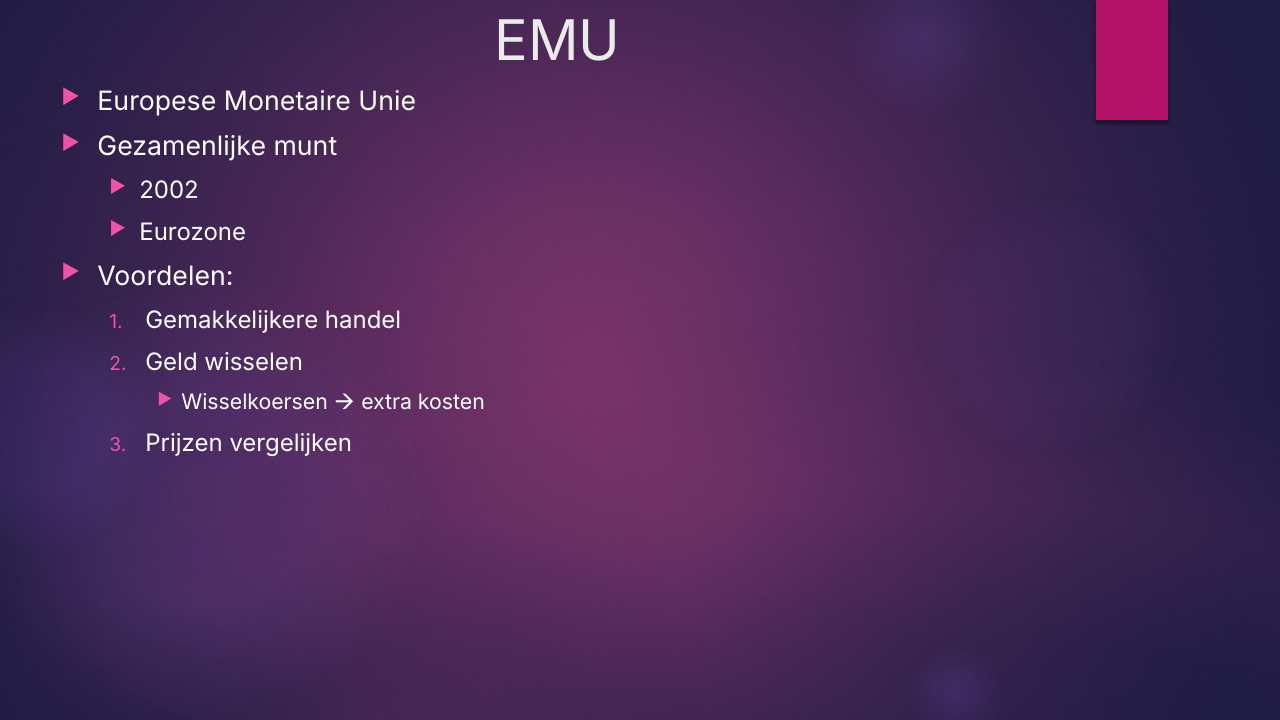 EMU
Europese Monetaire Unie
Gezamenlijke munt
2002
Eurozone
Voordelen:
1. Gemakkelijkere handel
2. Geld wisselen
Wisselkoersen → extra kosten
3. Prijzen vergelijken